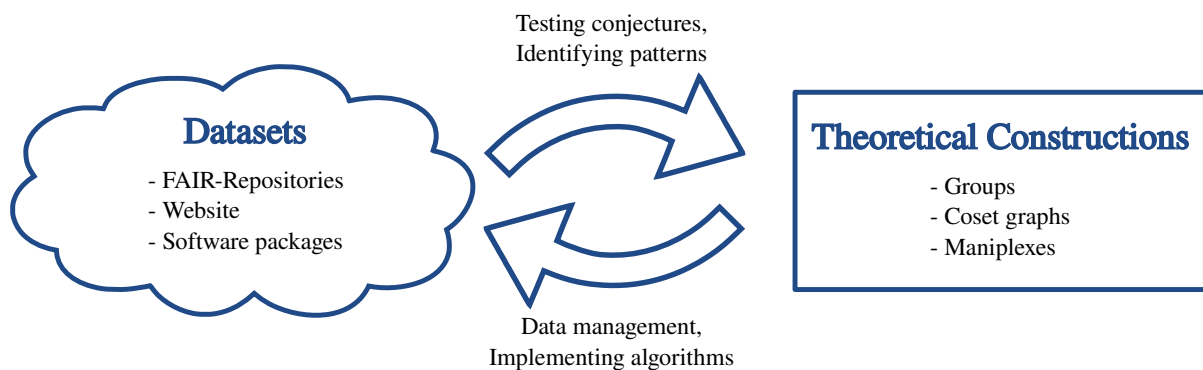 Testing conjectures,
Identifying patterns
Datasets
- FAIR-Repositories
- Website
- Software packages
Theoretical Constructions
- Groups
- Coset graphs
- Maniplexes
Data management,
Implementing algorithms